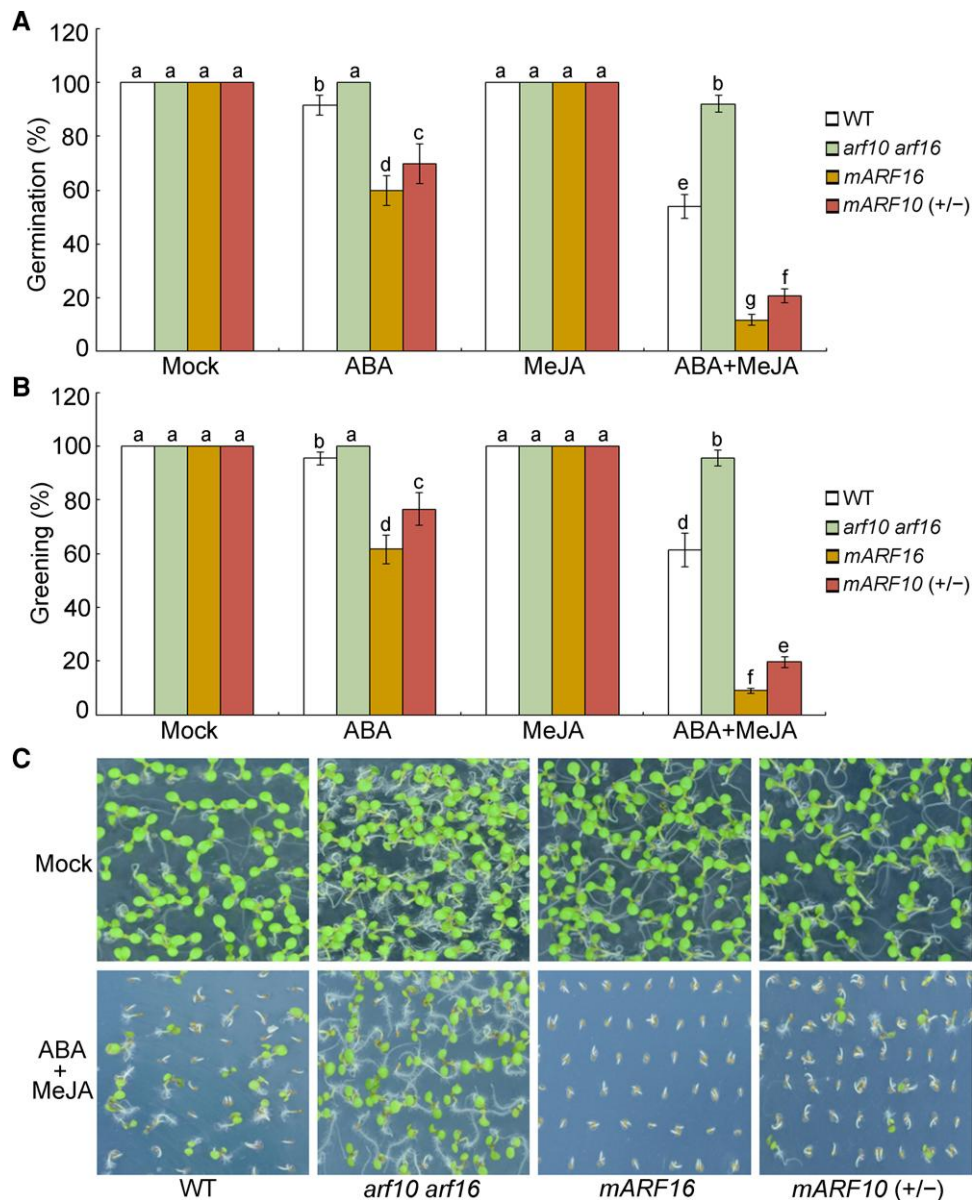 A
120
100
80
60
40
20
0
Germination (%)
a a a a
b a d c
a a a a
e b g f
Mock ABA MeJA ABA+MeJA
WT
arf10 arf16
mARF16
mARF10 (+/−)
B
120
100
80
60
40
20
0
Greening (%)
a a a a
b a d c
a a a a
d b f e
Mock ABA MeJA ABA+MeJA
WT
arf10 arf16
mARF16
mARF10 (+/−)
C
Mock
ABA
+
MeJA
WT arf10 arf16 mARF16 mARF10 (+/−)